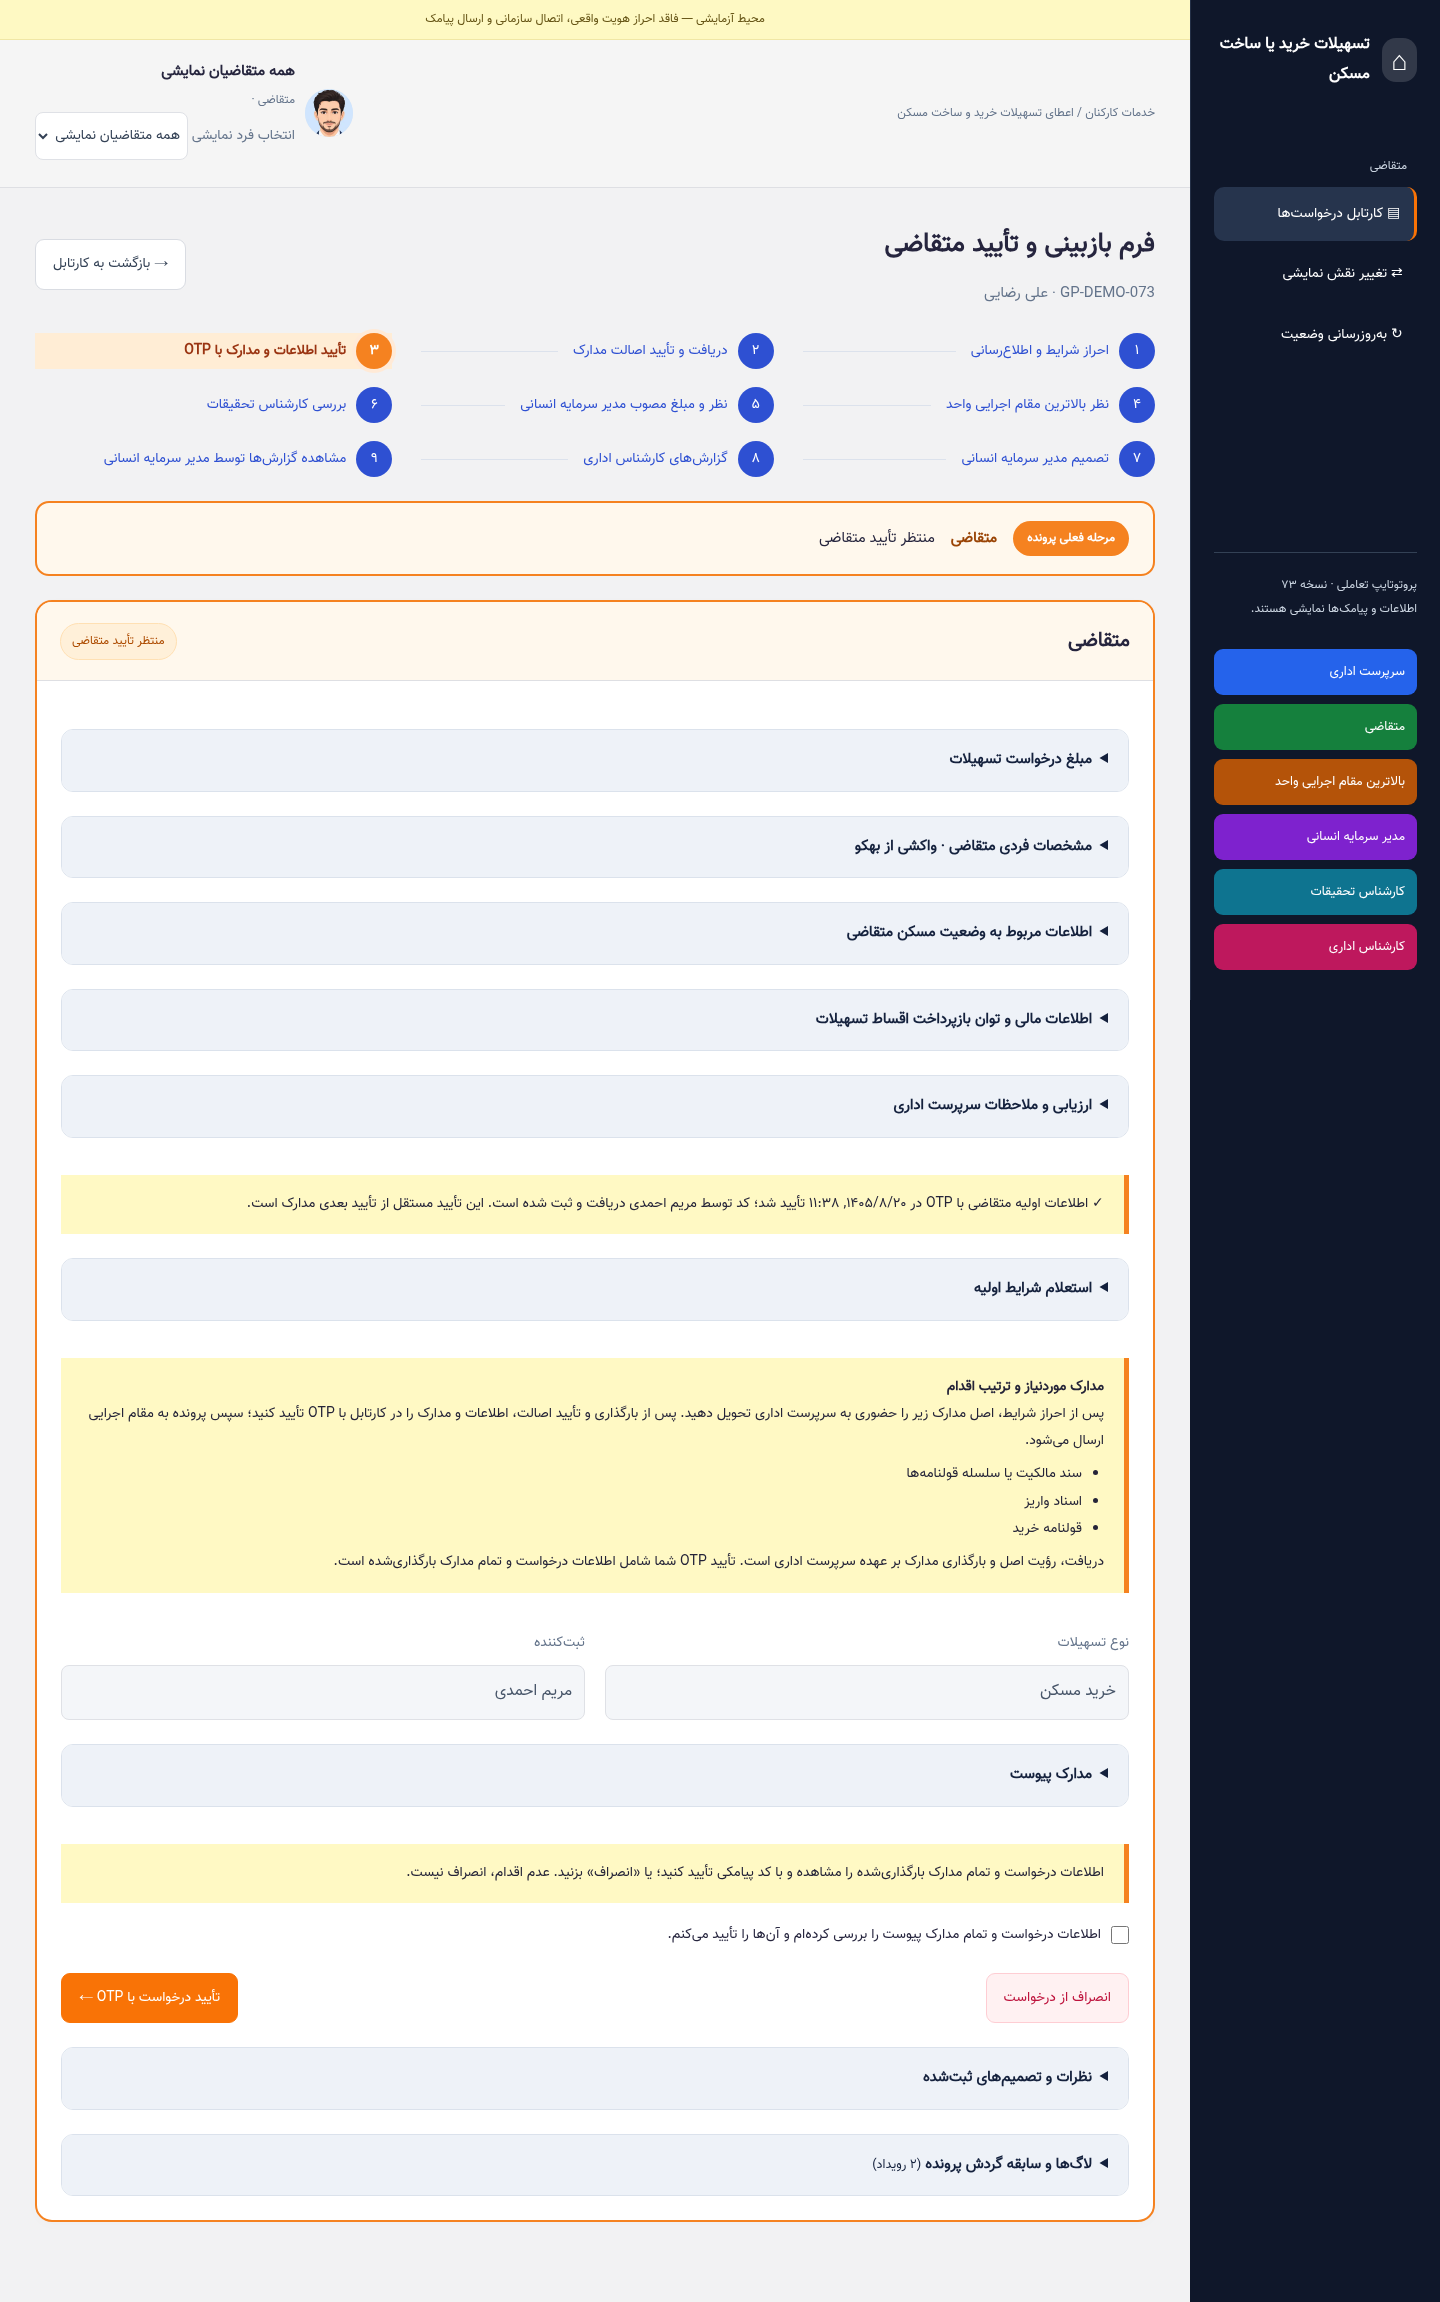 محیط آزمایشی — فاقد احراز هویت واقعی، اتصال سازمانی و ارسال پیامک
تسهیلات خرید یا ساخت
مسکن
متقاضی
کارتابل درخواست‌ها
تغییر نقش نمایشی
به‌روزرسانی وضعیت
پروتوتایپ تعاملی · نسخه ۷۳
اطلاعات و پیامک‌ها نمایشی هستند.
سرپرست اداری
متقاضی
بالاترین مقام اجرایی واحد
مدیر سرمایه انسانی
کارشناس تحقیقات
کارشناس اداری
خدمات کارکنان / اعطای تسهیلات خرید و ساخت مسکن
همه متقاضیان نمایشی
متقاضی ·
انتخاب فرد نمایشی همه متقاضیان نمایشی
فرم بازبینی و تأیید متقاضی
GP-DEMO-073 · علی رضایی
→ بازگشت به کارتابل
۱ احراز شرایط و اطلاع‌رسانی
۲ دریافت و تأیید اصالت مدارک
۳ تأیید اطلاعات و مدارک با OTP
۴ نظر بالاترین مقام اجرایی واحد
۵ نظر و مبلغ مصوب مدیر سرمایه انسانی
۶ بررسی کارشناس تحقیقات
۷ تصمیم مدیر سرمایه انسانی
۸ گزارش‌های کارشناس اداری
۹ مشاهده گزارش‌ها توسط مدیر سرمایه انسانی
مرحله فعلی پرونده متقاضی منتظر تأیید متقاضی
متقاضی
منتظر تأیید متقاضی
مبلغ درخواست تسهیلات
مشخصات فردی متقاضی · واکشی از بهکو
اطلاعات مربوط به وضعیت مسکن متقاضی
اطلاعات مالی و توان بازپرداخت اقساط تسهیلات
ارزیابی و ملاحظات سرپرست اداری
✓ اطلاعات اولیه متقاضی با OTP در ۱۴۰۵/۸/۲۰, ۱۱:۳۸ تأیید شد؛ کد توسط مریم احمدی دریافت و ثبت شده است. این تأیید مستقل از تأیید بعدی مدارک است.
استعلام شرایط اولیه
مدارک موردنیاز و ترتیب اقدام
پس از احراز شرایط، اصل مدارک زیر را حضوری به سرپرست اداری تحویل دهید. پس از بارگذاری و تأیید اصالت، اطلاعات و مدارک را در کارتابل با OTP تأیید کنید؛ سپس پرونده به مقام اجرایی
ارسال می‌شود.
• سند مالکیت یا سلسله قولنامه‌ها
• اسناد واریز
• قولنامه خرید
دریافت، رؤیت اصل و بارگذاری مدارک بر عهده سرپرست اداری است. تأیید OTP شما شامل اطلاعات درخواست و تمام مدارک بارگذاری‌شده است.
نوع تسهیلات
خرید مسکن
ثبت‌کننده
مریم احمدی
مدارک پیوست
اطلاعات درخواست و تمام مدارک بارگذاری‌شده را مشاهده و با کد پیامکی تأیید کنید؛ یا «انصراف» بزنید. عدم اقدام، انصراف نیست.
اطلاعات درخواست و تمام مدارک پیوست را بررسی کرده‌ام و آن‌ها را تأیید می‌کنم.
انصراف از درخواست
تأیید درخواست با OTP ←
نظرات و تصمیم‌های ثبت‌شده
لاگ‌ها و سابقه گردش پرونده (۲ رویداد)